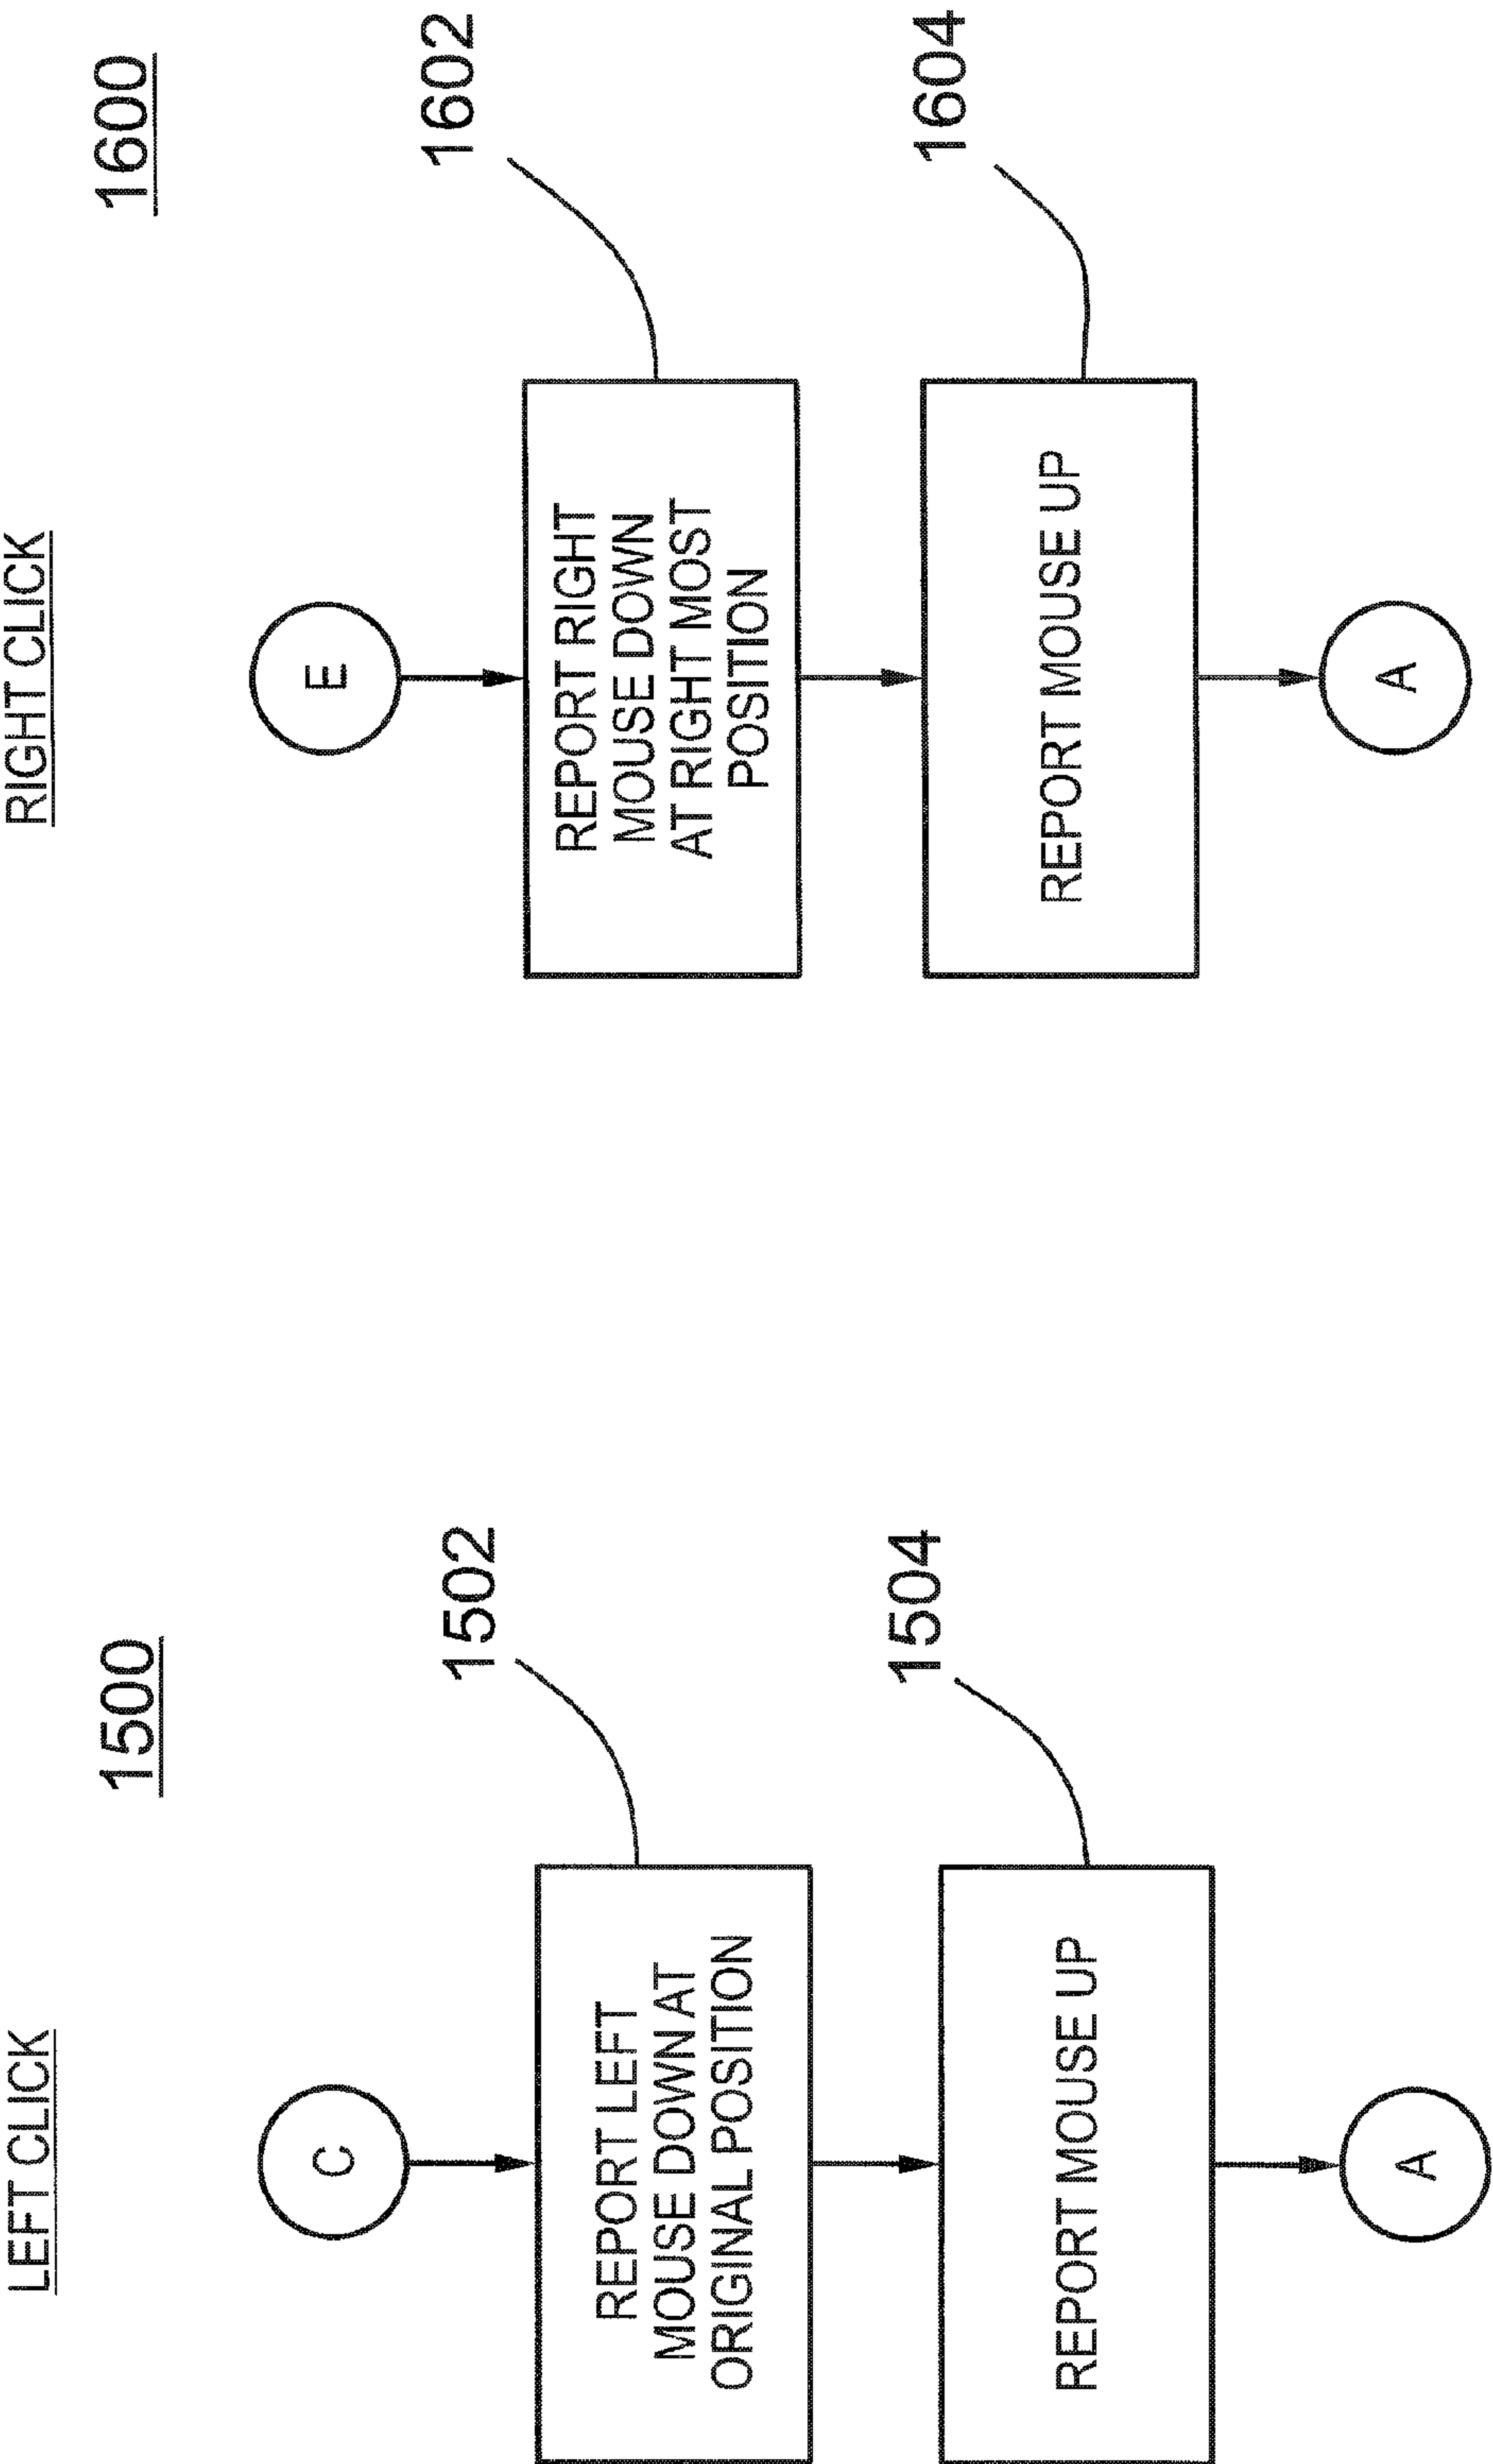 LEFT CLICK
1500
C
REPORT LEFT
MOUSE DOWN AT
ORIGINAL POSITION
1502
REPORT MOUSE UP
1504
A
RIGHT CLICK
1600
E
REPORT RIGHT
MOUSE DOWN
AT RIGHT MOST
POSITION
1602
REPORT MOUSE UP
1604
A